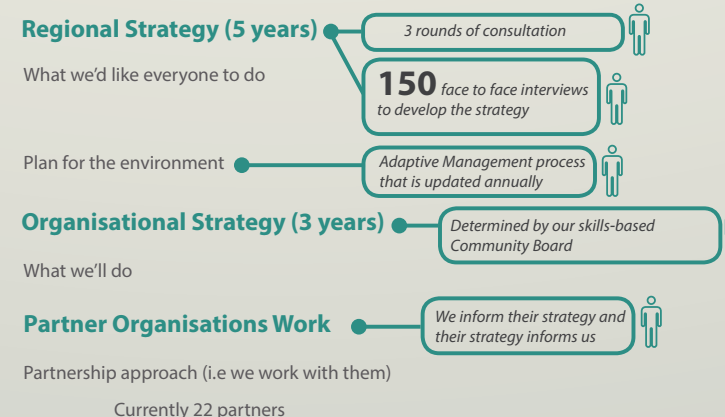 Regional Strategy (5 years)
3 rounds of consultation
What we'd like everyone to do
150 face to face interviews
to develop the strategy
Plan for the environment
Adaptive Management process
that is updated annually
Organisational Strategy (3 years)
Determined by our skills-based
Community Board
What we'll do
Partner Organisations Work
We inform their strategy and
their strategy informs us
Partnership approach (i.e we work with them)
Currently 22 partners